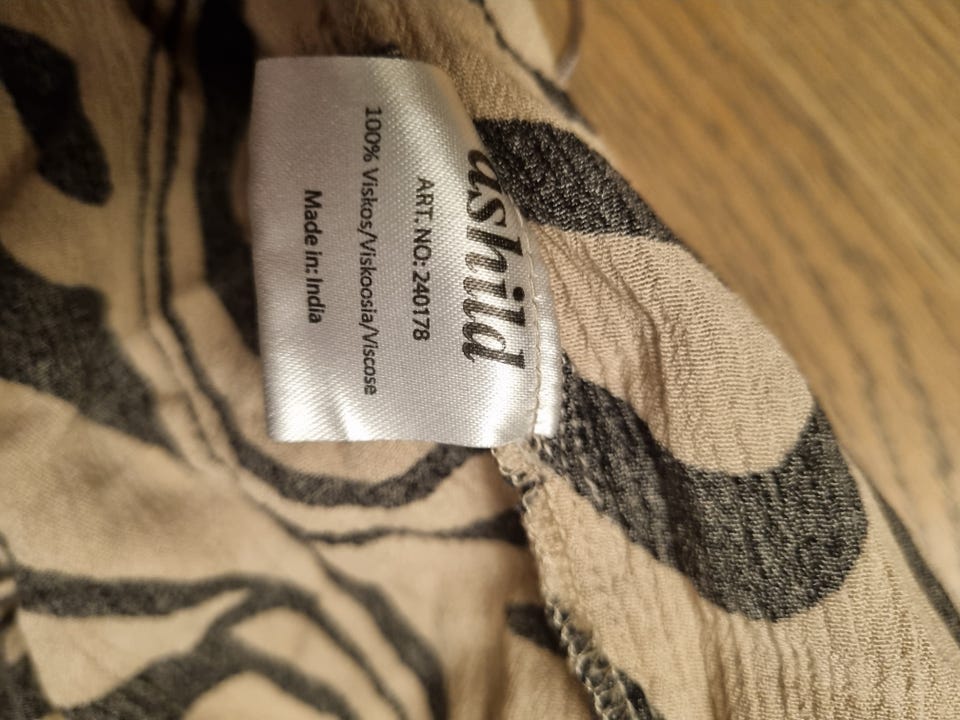 ashild
ART. NO: 240178
100% Viskos/Viskoosia/Viscose
Made in: India